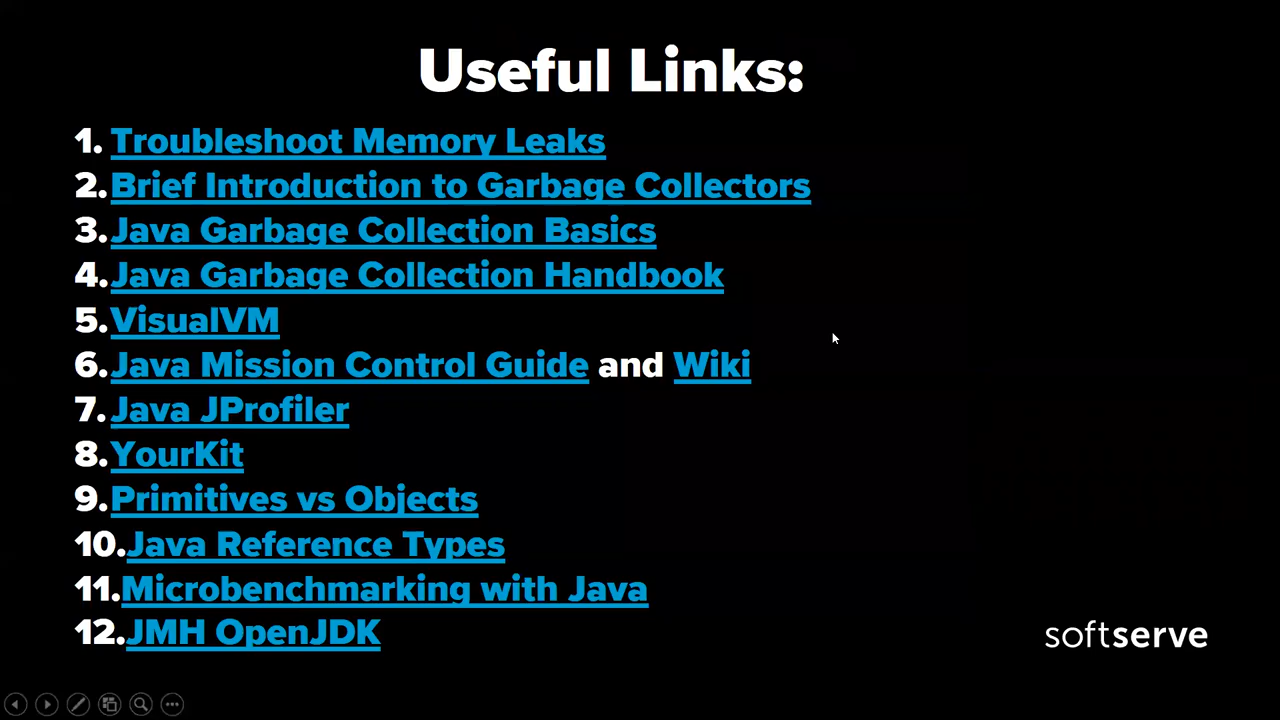 Useful Links:
1. Troubleshoot Memory Leaks
2. Brief Introduction to Garbage Collectors
3. Java Garbage Collection Basics
4. Java Garbage Collection Handbook
5. VisualVM
6. Java Mission Control Guide and Wiki
7. Java JProfiler
8. YourKit
9. Primitives vs Objects
10. Java Reference Types
11. Microbenchmarking with Java
12. JMH OpenJDK
softserve